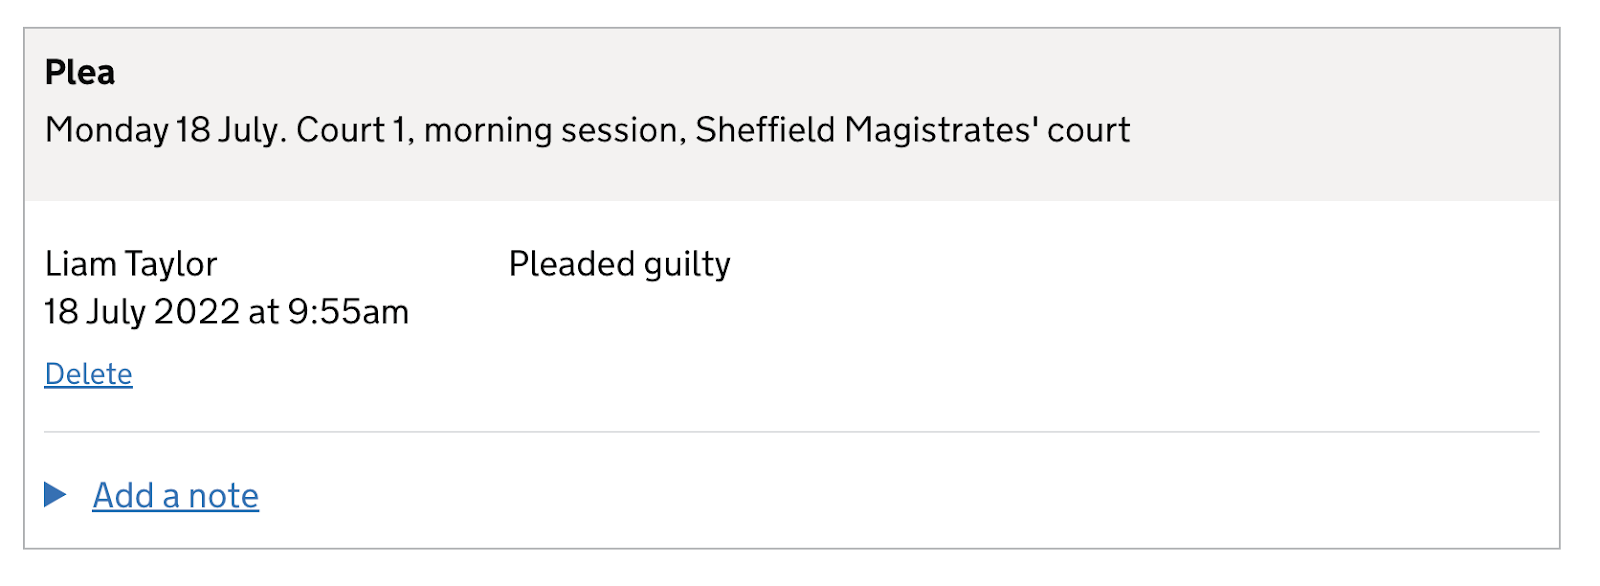 Plea
Monday 18 July. Court 1, morning session, Sheffield Magistrates' court
Liam Taylor
18 July 2022 at 9:55am
Pleaded guilty
Delete
Add a note